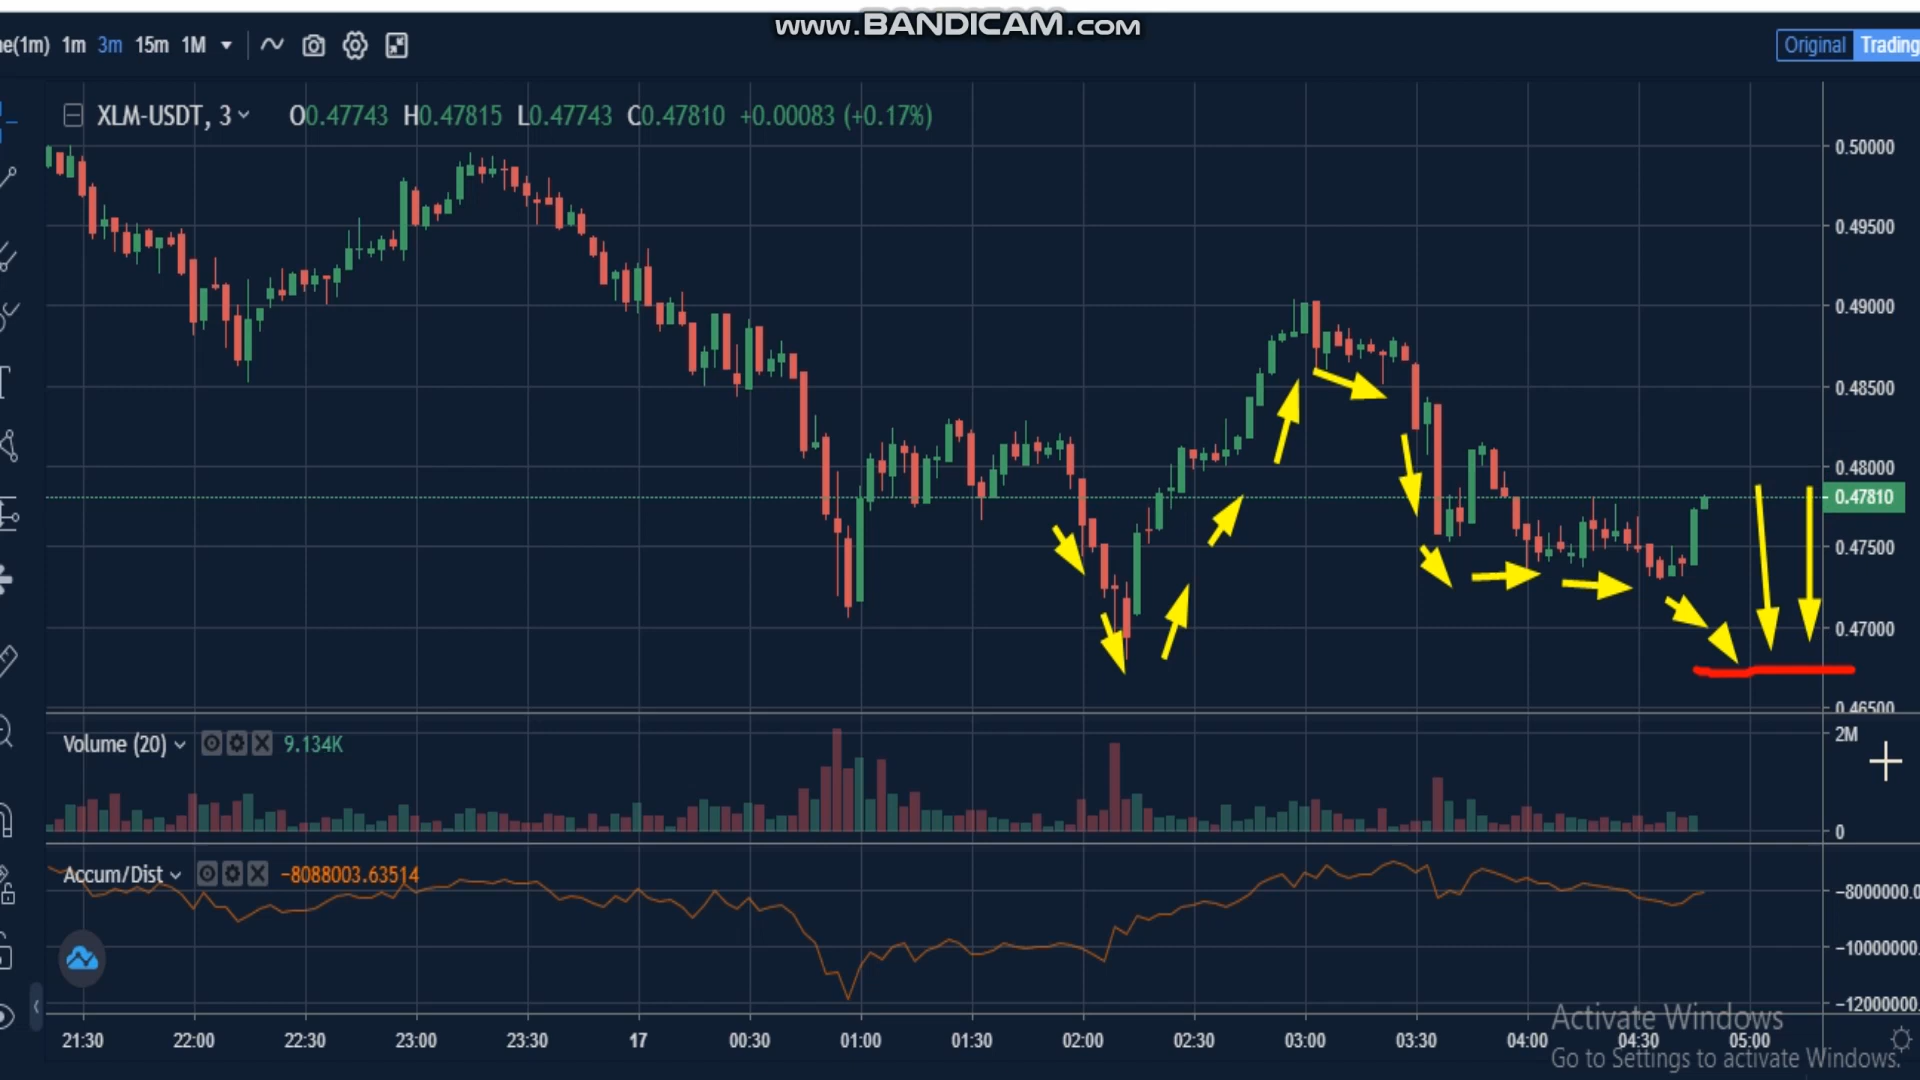 www.BANDICAM.com
e(1m) 1m 3m 15m 1M
Original Trading
XLM-USDT, 3 O0.47743 H0.47815 L0.47743 C0.47810 +0.00083 (+0.17%)
0.50000
0.49500
0.49000
0.48500
0.48000
0.47810
0.47500
0.47000
0.46500
Volume (20) 9.134K
2M
0
Accum/Dist -8088003.63514
-8000000.0
-10000000.
-12000000.
Activate Windows
Go to Settings to activate Windows.
21:30 22:00 22:30 23:00 23:30 17 00:30 01:00 01:30 02:00 02:30 03:00 03:30 04:00 04:30 05:00